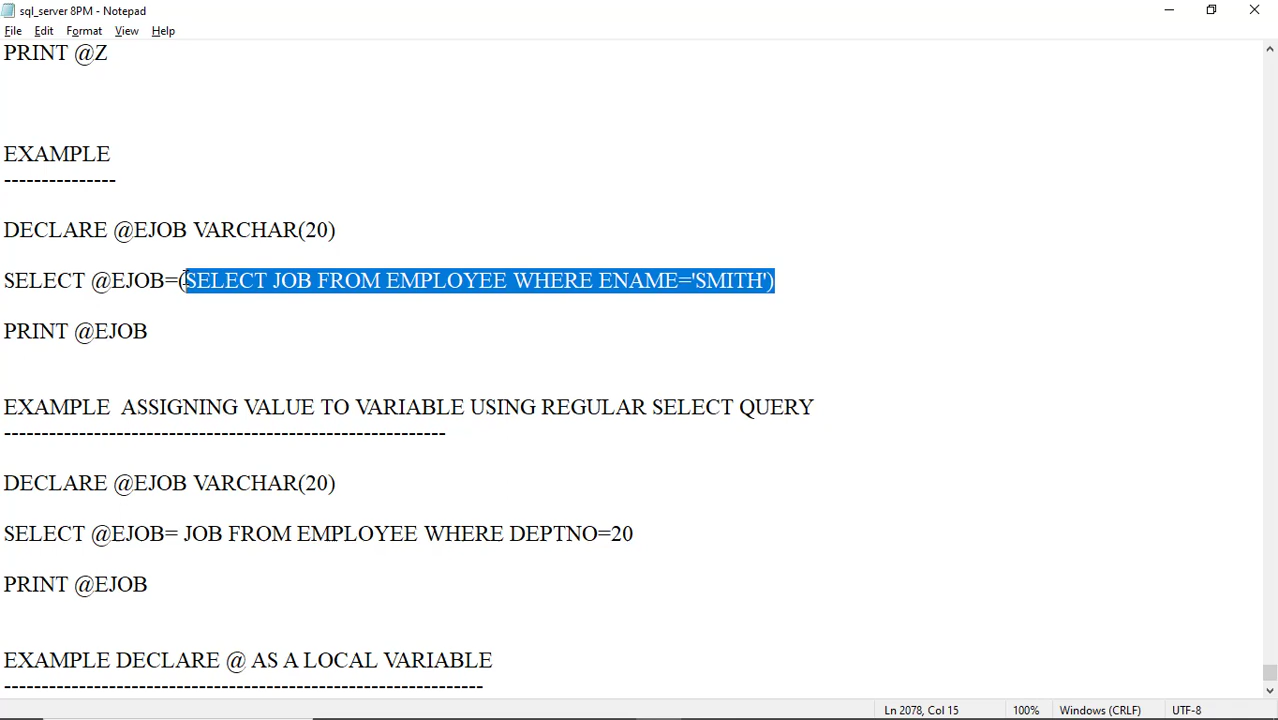 sql_server 8PM - Notepad
File Edit Format View Help
PRINT @Z
EXAMPLE
---------------
DECLARE @EJOB VARCHAR(20)
SELECT @EJOB=(SELECT JOB FROM EMPLOYEE WHERE ENAME='SMITH')
PRINT @EJOB
EXAMPLE  ASSIGNING VALUE TO VARIABLE USING REGULAR SELECT QUERY
-----------------------------------------------------------
DECLARE @EJOB VARCHAR(20)
SELECT @EJOB= JOB FROM EMPLOYEE WHERE DEPTNO=20
PRINT @EJOB
EXAMPLE DECLARE @ AS A LOCAL VARIABLE
----------------------------------------------------------------
Ln 2078, Col 15 100% Windows (CRLF) UTF-8